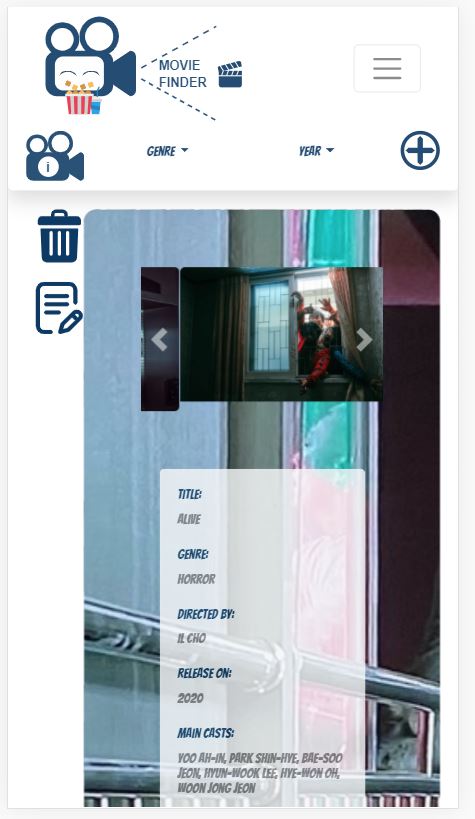 MOVIE
FINDER
i
GENRE
YEAR
TITLE:
ALIVE
GENRE:
HORROR
DIRECTED BY:
IL CHO
RELEASE ON:
2020
MAIN CASTS:
YOO AH-IN, PARK SHIN-HYE, BAE-SOO
JEON, HYUN-WOOK LEE, HYE-WON OH,
WOON JONG JEON